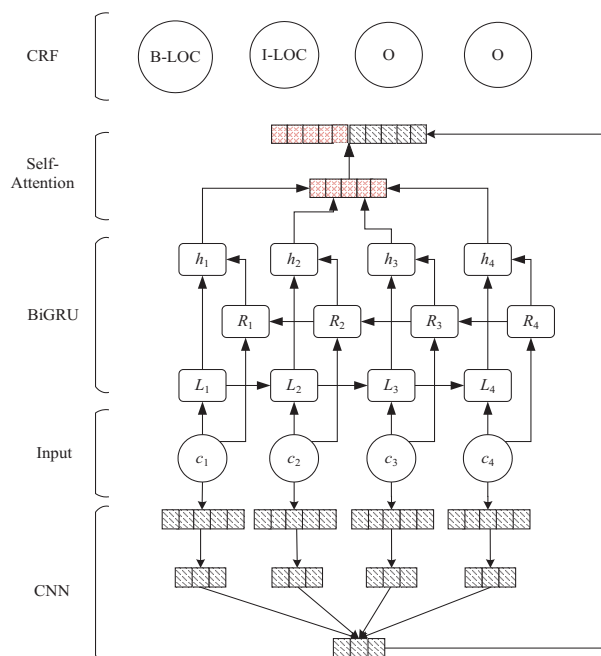 CRF
B-LOC
I-LOC
O
O
Self-
Attention
h₁
h₂
h₃
h₄
BiGRU
R₁
R₂
R₃
R₄
L₁
L₂
L₃
L₄
Input
c₁
c₂
c₃
c₄
CNN